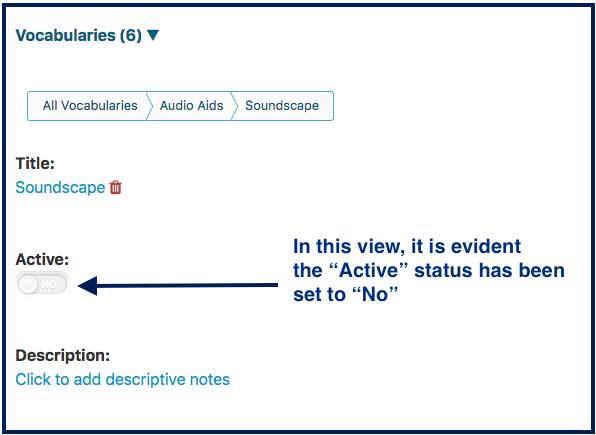 Vocabularies (6) ▼
All Vocabularies Audio Aids Soundscape
Title:
Soundscape
Active:
NO
In this view, it is evident
the “Active” status has been
set to “No”
Description:
Click to add descriptive notes